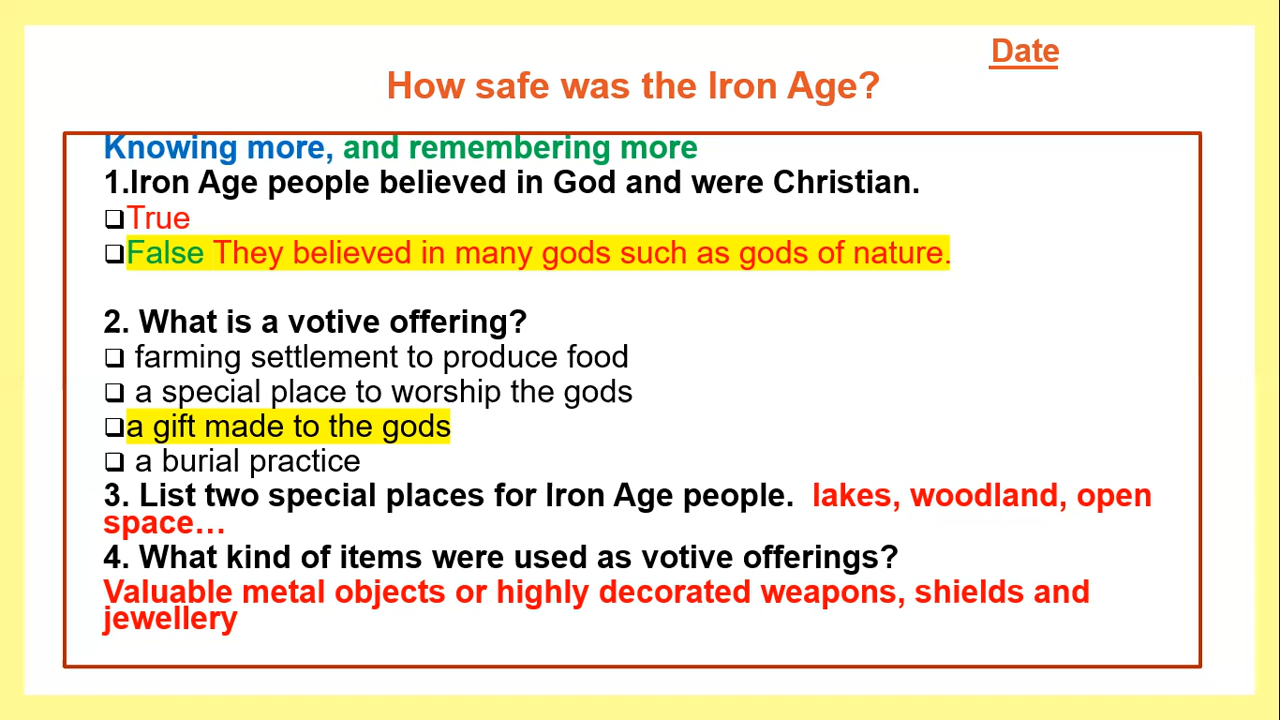 Date
How safe was the Iron Age?
Knowing more, and remembering more
1.Iron Age people believed in God and were Christian.
❑True
❑False They believed in many gods such as gods of nature.
2. What is a votive offering?
❑ farming settlement to produce food
❑ a special place to worship the gods
❑a gift made to the gods
❑ a burial practice
3. List two special places for Iron Age people. lakes, woodland, open
space…
4. What kind of items were used as votive offerings?
Valuable metal objects or highly decorated weapons, shields and
jewellery